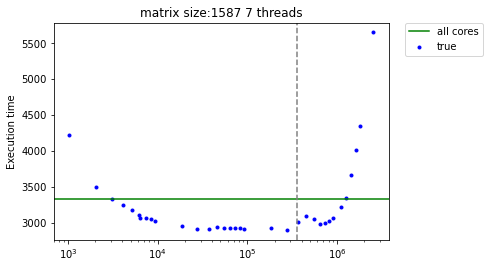 matrix size:1587 7 threads
Execution time
5500
5000
4500
4000
3500
3000
10³
10⁴
10⁵
10⁶
all cores
true